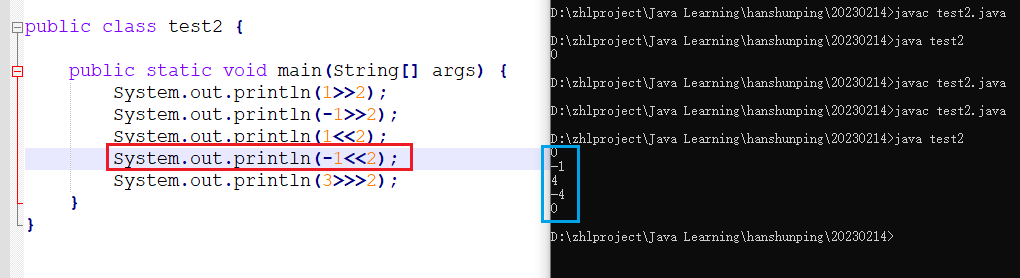 public class test2 {
public static void main(String[] args) {
System.out.println(1>>2);
System.out.println(-1>>2);
System.out.println(1<<2);
System.out.println(-1<<2);
System.out.println(3>>>2);
}
}
D:\zhlproject\Java Learning\hanshunping\20230214>javac test2.java
D:\zhlproject\Java Learning\hanshunping\20230214>java test2
0
D:\zhlproject\Java Learning\hanshunping\20230214>javac test2.java
D:\zhlproject\Java Learning\hanshunping\20230214>javac test2.java
D:\zhlproject\Java Learning\hanshunping\20230214>java test2
0
-1
4
-4
0
D:\zhlproject\Java Learning\hanshunping\20230214>